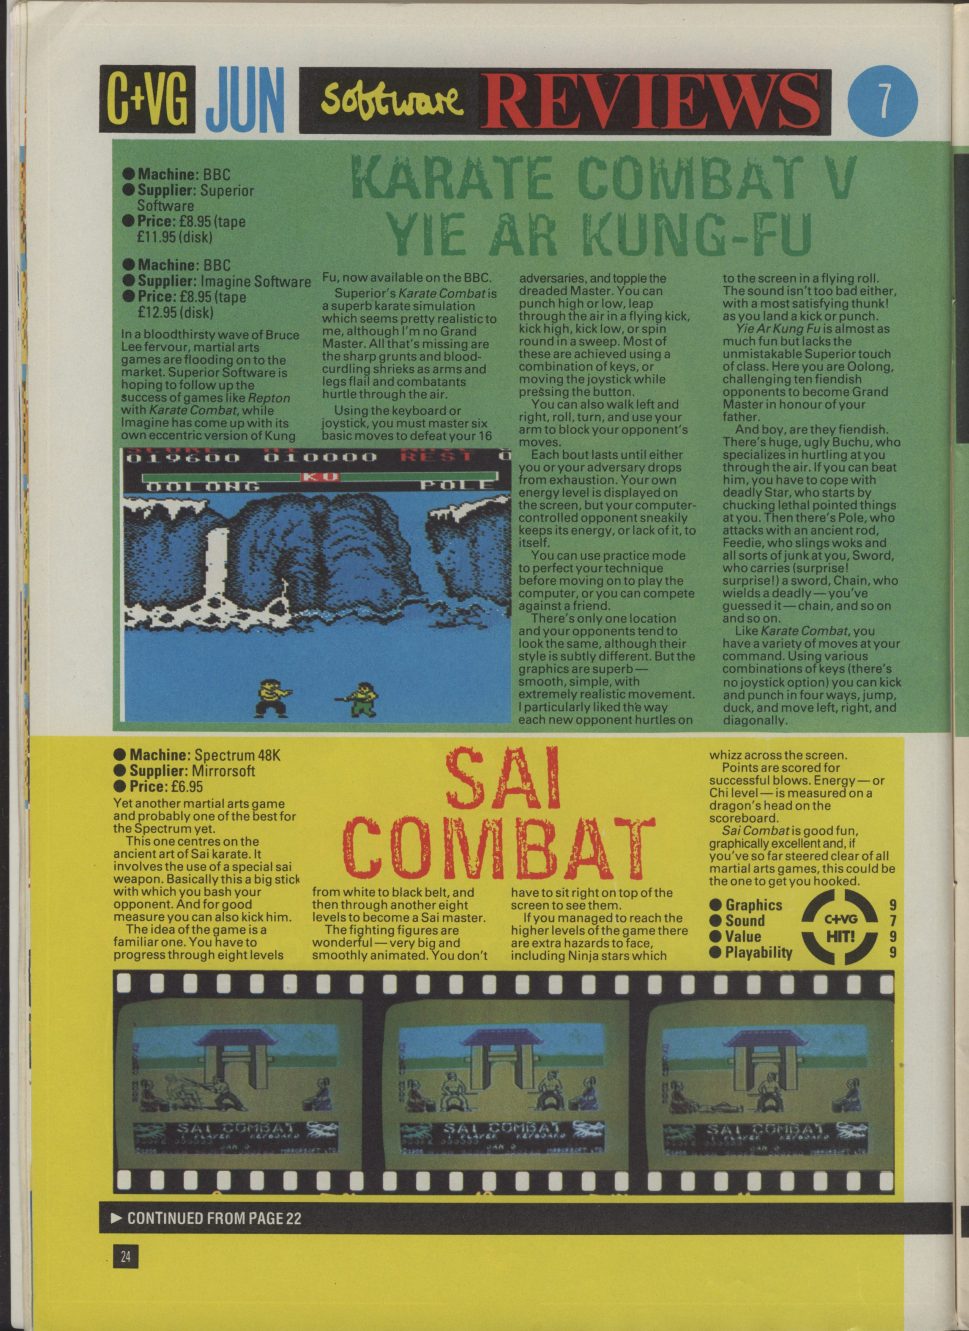 C+VG JUN software REVIEWS 7
KARATE COMBAT V
YIE AR KUNG-FU
● Machine: BBC
● Supplier: Superior
Software
● Price: £8.95 (tape
£11.95 (disk)
● Machine: BBC
● Supplier: Imagine Software
● Price: £8.95 (tape
£12.95 (disk)
In a bloodthirsty wave of Bruce
Lee fervour, martial arts
games are flooding on to the
market. Superior Software is
hoping to follow up the
success of games like Repton
with Karate Combat, while
Imagine has come up with its
own eccentric version of Kung
Fu, now available on the BBC.
Superior's Karate Combat is
a superb karate simulation
which seems pretty realistic to
me, although I'm no Grand
Master. All that's missing are
the sharp grunts and blood-
curdling shrieks as arms and
legs flail and combatants
hurtle through the air.
Using the keyboard or
joystick, you must master six
basic moves to defeat your 16
adversaries, and topple the
dreaded Master. You can
punch high or low, leap
through the air in a flying kick,
kick high, kick low, or spin
round in a sweep. Most of
these are achieved using a
combination of keys, or
moving the joystick while
pressing the button.
You can also walk left and
right, roll, turn, and use your
arm to block your opponent's
moves.
Each bout lasts until either
you or your adversary drops
from exhaustion. Your own
energy level is displayed on
the screen, but your computer-
controlled opponent sneakily
keeps its energy, or lack of it, to
itself.
You can use practice mode
to perfect your technique
before moving on to play the
computer, or you can compete
against a friend.
There's only one location
and your opponents tend to
look the same, although their
style is subtly different. But the
graphics are superb —
smooth, simple, with
extremely realistic movement.
I particularly liked the way
each new opponent hurtles on
to the screen in a flying roll.
The sound isn't too bad either,
with a most satisfying thunk!
as you land a kick or punch.
Yie Ar Kung Fu is almost as
much fun but lacks the
unmistakable Superior touch
of class. Here you are Oolong,
challenging ten fiendish
opponents to become Grand
Master in honour of your
father.
And boy, are they fiendish.
There's huge, ugly Buchu, who
specializes in hurtling at you
through the air. If you can beat
him, you have to cope with
deadly Star, who starts by
chucking lethal pointed things
at you. Then there's Pole, who
attacks with an ancient rod,
Feedie, who slings woks and
all sorts of junk at you, Sword,
who carries (surprise!
surprise!) a sword, Chain, who
wields a deadly — you've
guessed it — chain, and so on
and so on.
Like Karate Combat, you
have a variety of moves at your
command. Using various
combinations of keys (there's
no joystick option) you can kick
and punch in four ways, jump,
duck, and move left, right, and
diagonally.
019600 010000 REST 0
KO
OOLONG POLE
● Machine: Spectrum 48K
● Supplier: Mirrorsoft
● Price: £6.95
SAI
COMBAT
Yet another martial arts game
and probably one of the best for
the Spectrum yet.
This one centres on the
ancient art of Sai karate. It
involves the use of a special sai
weapon. Basically this a big stick
with which you bash your
opponent. And for good
measure you can also kick him.
The idea of the game is a
familiar one. You have to
progress through eight levels
from white to black belt, and
then through another eight
levels to become a Sai master.
The fighting figures are
wonderful — very big and
smoothly animated. You don't
have to sit right on top of the
screen to see them.
If you managed to reach the
higher levels of the game there
are extra hazards to face,
including Ninja stars which
whizz across the screen.
Points are scored for
successful blows. Energy — or
Chi level — is measured on a
dragon's head on the
scoreboard.
Sai Combat is good fun,
graphically excellent and, if
you've so far steered clear of all
martial arts games, this could be
the one to get you hooked.
● Graphics 9
● Sound 7
● Value 9
● Playability 9
C+VG
HIT!
SAI COMBAT
1 PLAYER KEYBOARD
SAI COMBAT
1 PLAYER KEYBOARD
SAI COMBAT
1 PLAYER KEYBOARD
▶ CONTINUED FROM PAGE 22
24